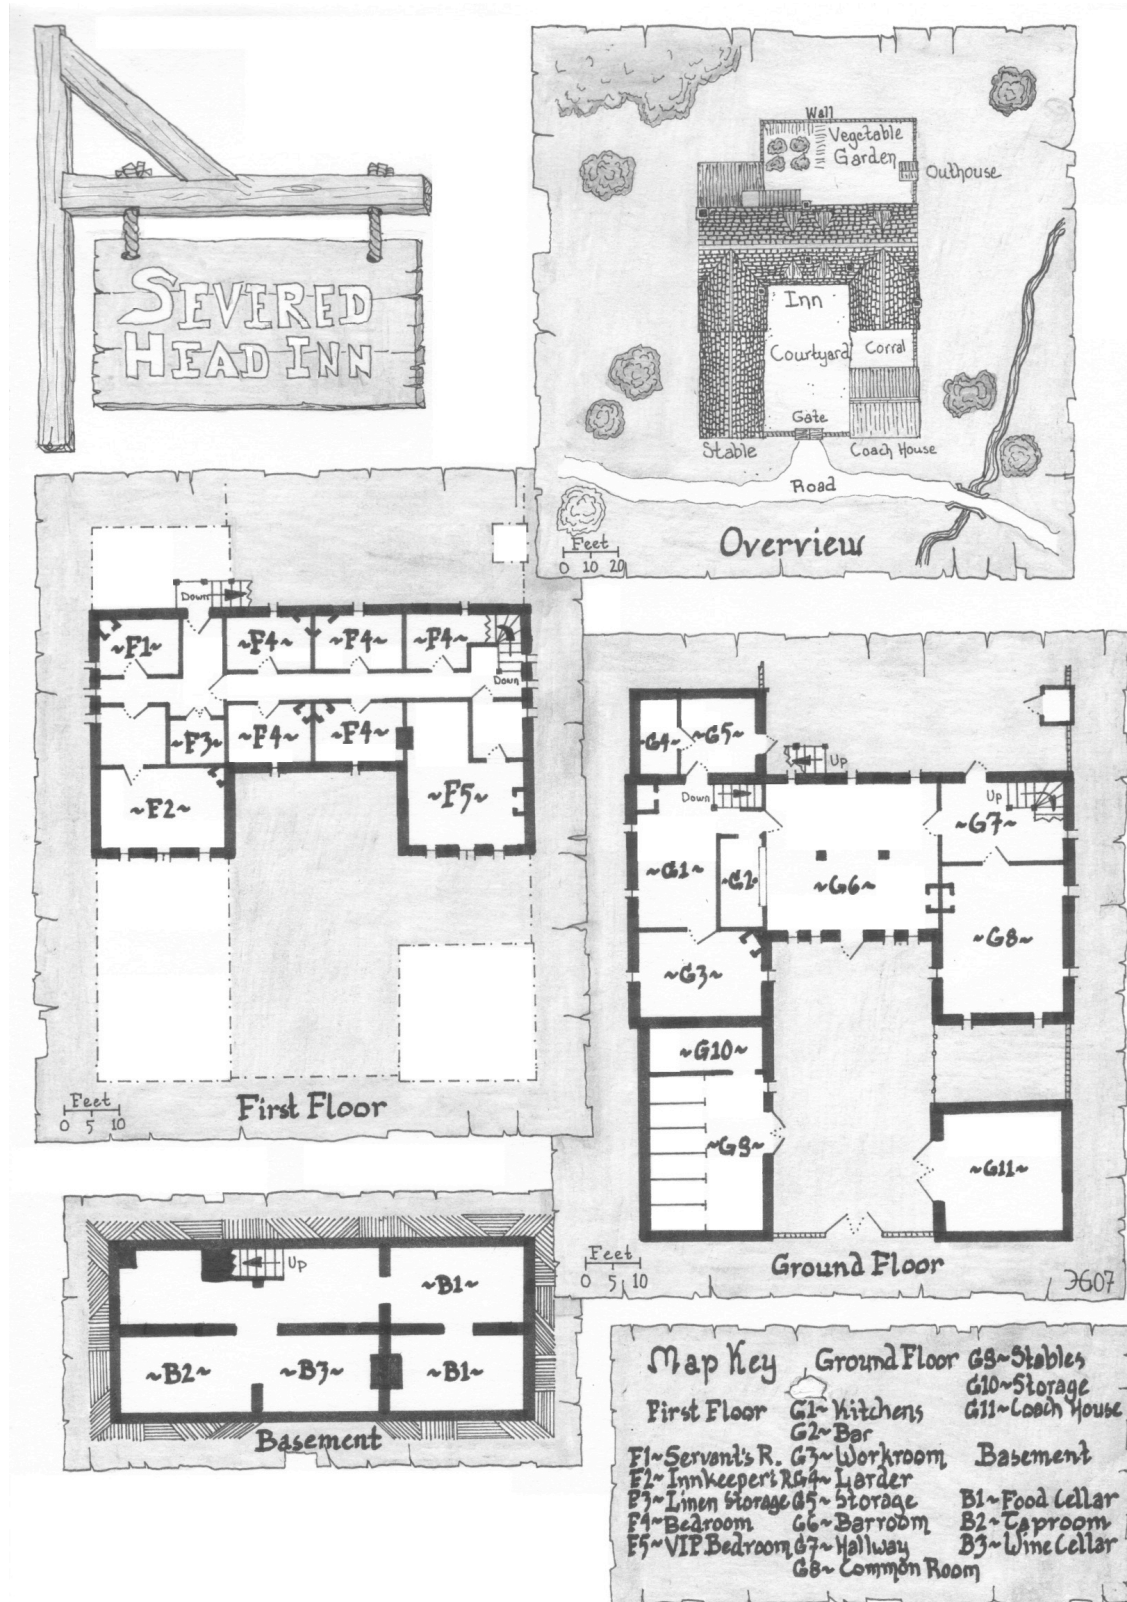 SEVERED
HEAD INN
Wall
Vegetable
Garden
Outhouse
Inn
Courtyard
Corral
Gate
Stable
Coach House
Road
Overview
Feet
0 10 20
Down
~F1~
~F4~
~F4~
~F4~
Down
~F3~
~F4~
~F4~
~F2~
~F5~
First Floor
Feet
0 5 10
~G4~
~G5~
Up
Down
Up
~G7~
~G1~
~G2~
~G6~
~G8~
~G3~
~G10~
~G9~
~G11~
Feet
0 5 10
Ground Floor
Up
~B1~
~B2~
~B3~
~B1~
Basement
Map Key
First Floor
F1~Servant's R.
F2~Innkeeper's R.
F3~Linen Storage
F4~Bedroom
F5~VIP Bedroom
Ground Floor
G1~Kitchens
G2~Bar
G3~Workroom
G4~Larder
G5~Storage
G6~Barroom
G7~Hallway
G8~Common Room
G9~Stables
G10~Storage
G11~Coach House
Basement
B1~Food Cellar
B2~Taproom
B3~Wine Cellar